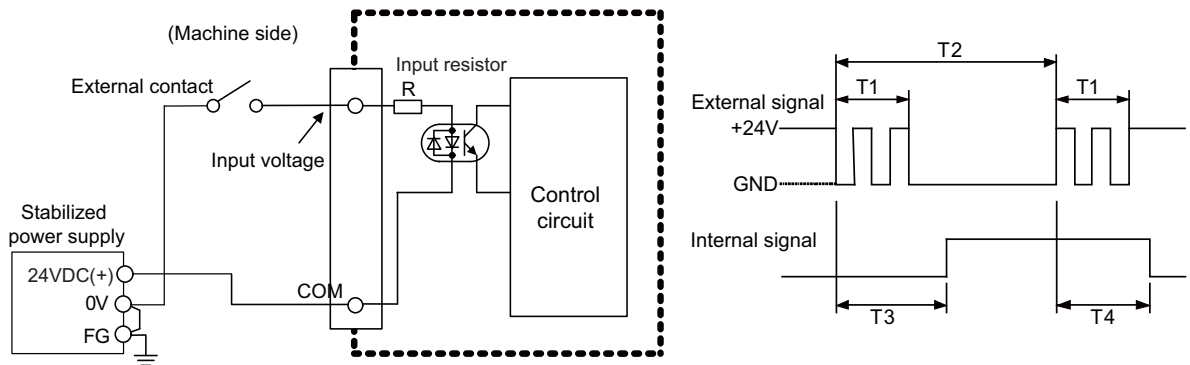 (Machine side)
External contact
Input resistor
R
Input voltage
Control
circuit
Stabilized
power supply
24VDC(+)
0V
FG
COM
T2
T1
T1
External signal
+24V
GND
Internal signal
T3
T4